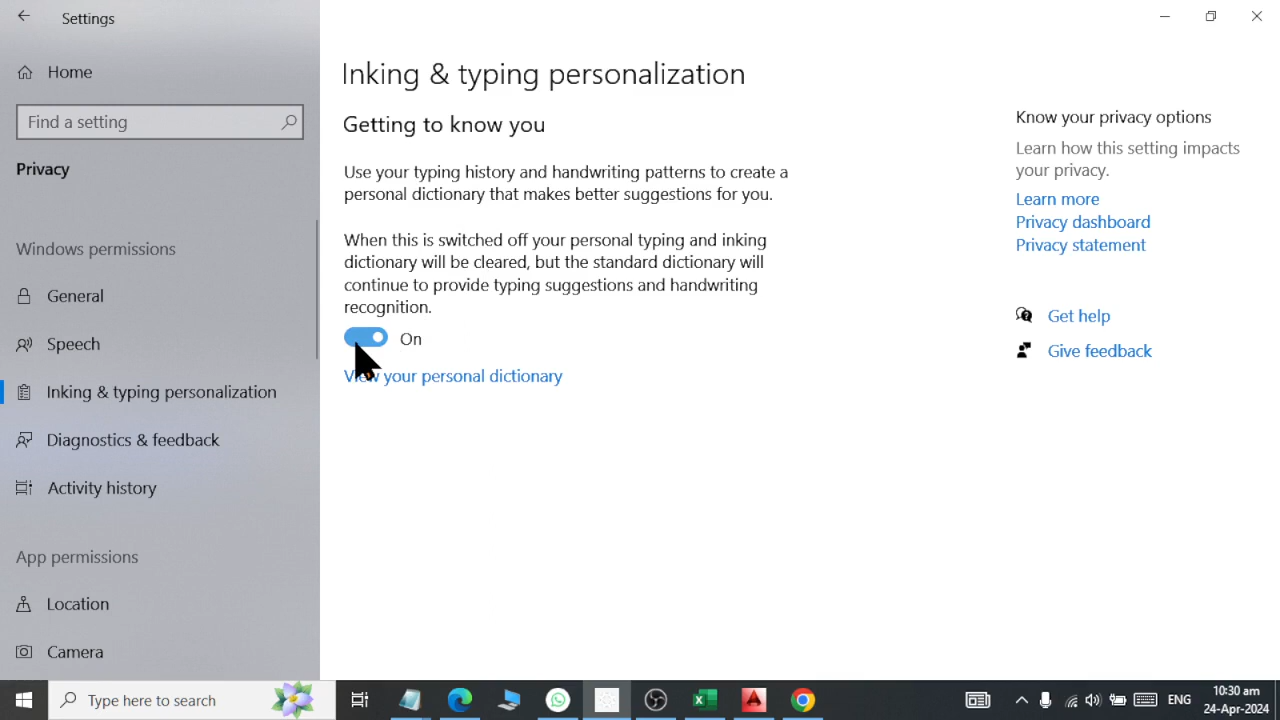 Settings
Home
Find a setting
Privacy
Windows permissions
General
Speech
Inking & typing personalization
Diagnostics & feedback
Activity history
App permissions
Location
Camera
Inking & typing personalization
Getting to know you
Use your typing history and handwriting patterns to create a
personal dictionary that makes better suggestions for you.
When this is switched off your personal typing and inking
dictionary will be cleared, but the standard dictionary will
continue to provide typing suggestions and handwriting
recognition.
On
View your personal dictionary
Know your privacy options
Learn how this setting impacts
your privacy.
Learn more
Privacy dashboard
Privacy statement
Get help
Give feedback
Type here to search
ENG
10:30 am
24-Apr-2024